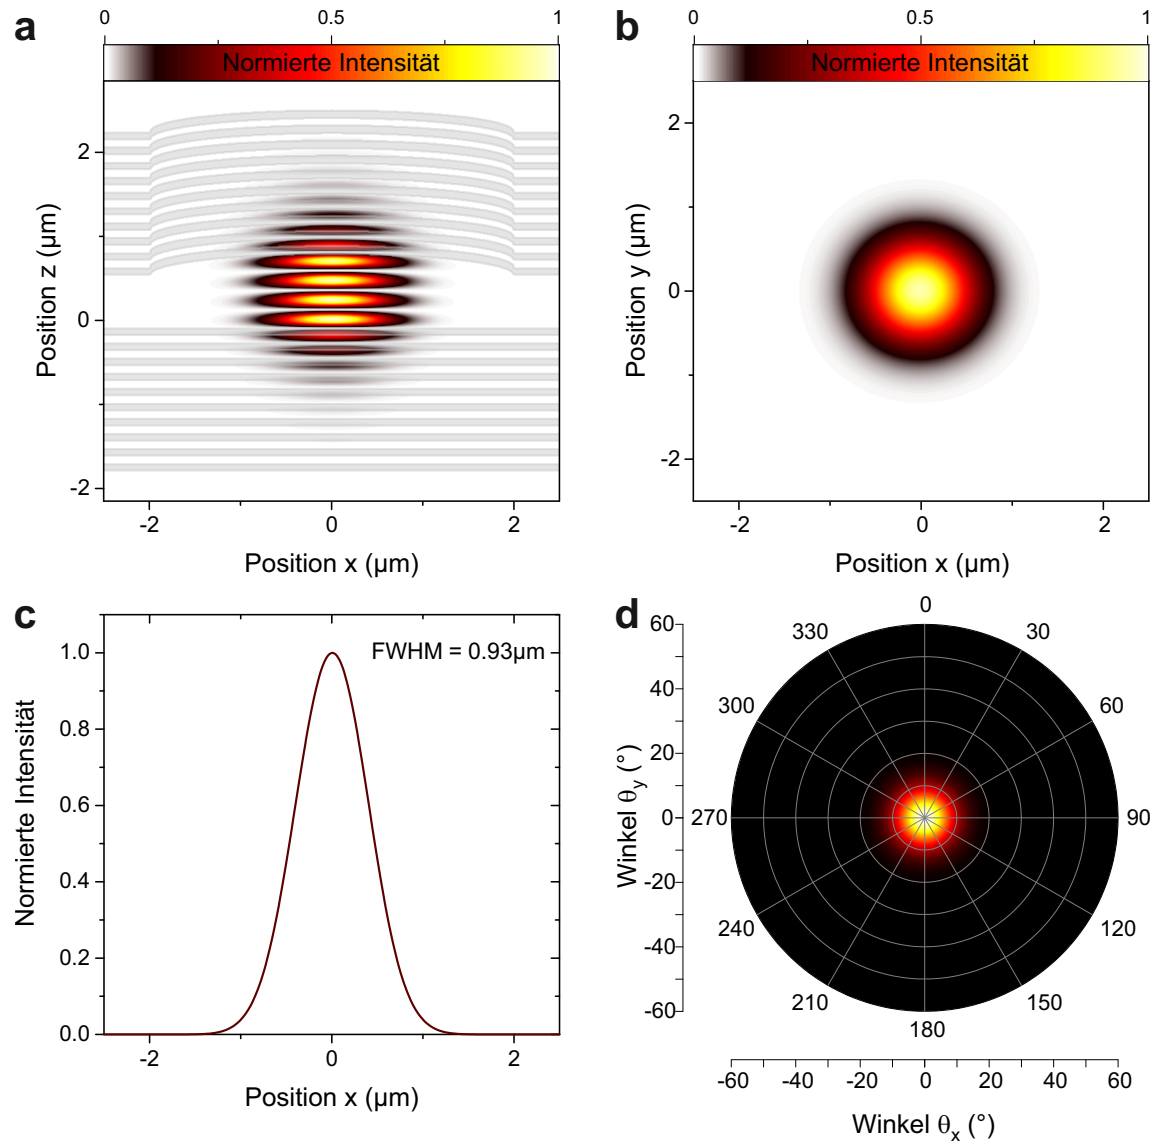 a
0 0.5 1
Normierte Intensität
Position z (µm)
2
0
-2
-2 0 2
Position x (µm)
b
0 0.5 1
Normierte Intensität
Position y (µm)
2
0
-2
-2 0 2
Position x (µm)
c
FWHM = 0.93µm
Normierte Intensität
1.0
0.8
0.6
0.4
0.2
0.0
-2 0 2
Position x (µm)
d
0
330 30
300 60
270 90
240 120
210 150
180
Winkel θy (°)
60
40
20
0
-20
-40
-60
-60 -40 -20 0 20 40 60
Winkel θx (°)